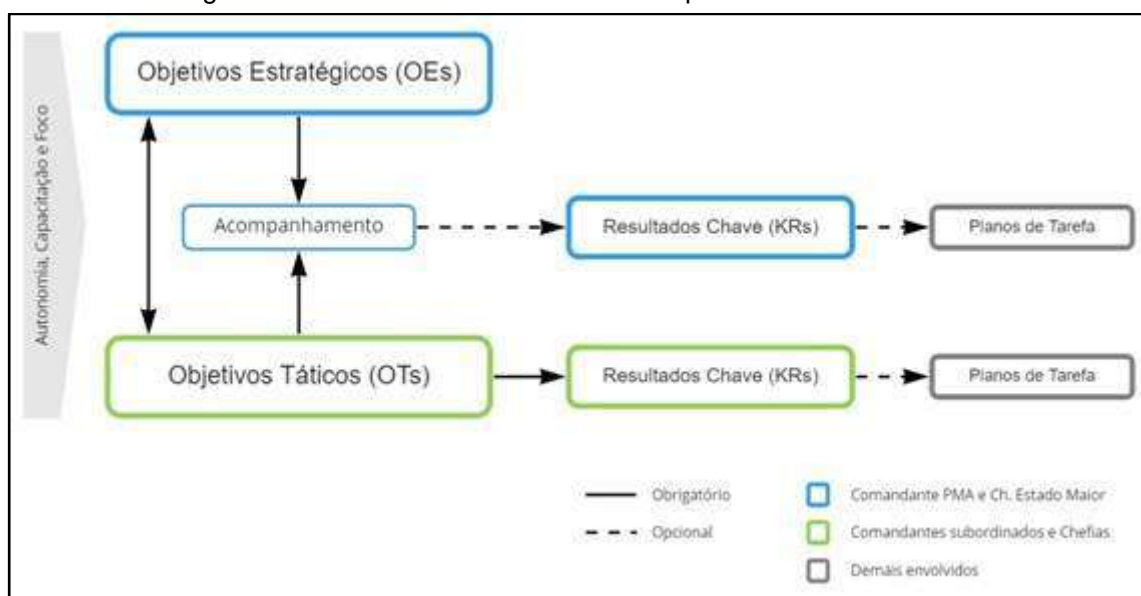 Autonomia, Capacitação e Foco
Objetivos Estratégicos (OEs)
Acompanhamento
Resultados Chave (KRs)
Planos de Tarefa
Objetivos Táticos (OTs)
Resultados Chave (KRs)
Planos de Tarefa
Obrigatório
Comandante PMA e Ch. Estado Maior
Opcional
Comandantes subordinados e Chefias
Demais envolvidos